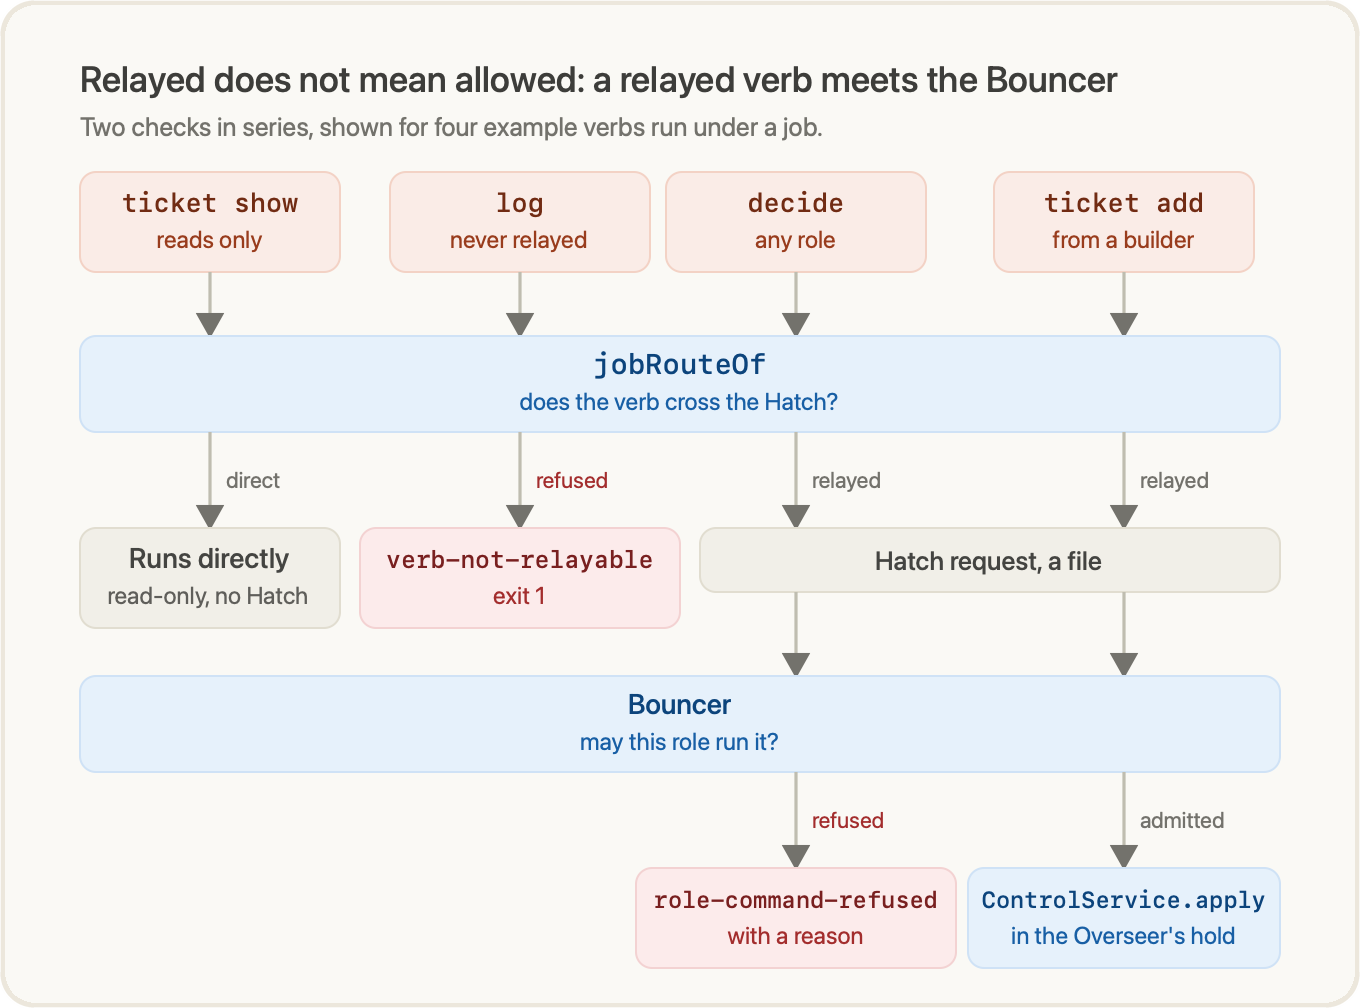 Relayed does not mean allowed: a relayed verb meets the Bouncer
Two checks in series, shown for four example verbs run under a job.
ticket show
reads only
log
never relayed
decide
any role
ticket add
from a builder
jobRouteOf
does the verb cross the Hatch?
direct
refused
relayed
relayed
Runs directly
read-only, no Hatch
verb-not-relayable
exit 1
Hatch request, a file
Bouncer
may this role run it?
refused
admitted
role-command-refused
with a reason
ControlService.apply
in the Overseer's hold